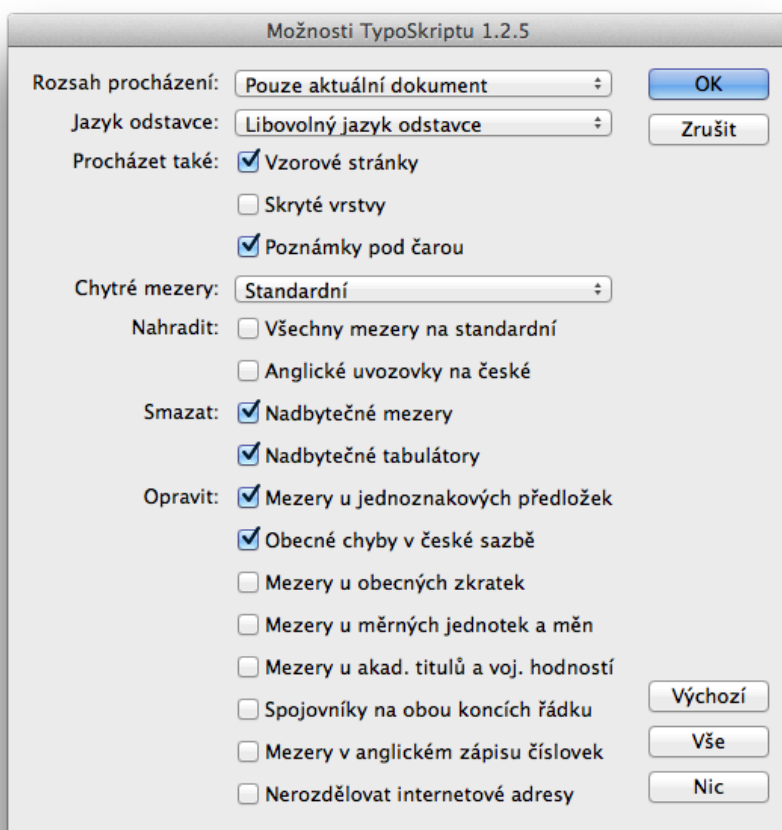 Možnosti TypoSkriptu 1.2.5
Rozsah procházení: Pouze aktuální dokument OK
Jazyk odstavce: Libovolný jazyk odstavce Zrušit
Procházet také: Vzorové stránky
Skryté vrstvy
Poznámky pod čarou
Chytré mezery: Standardní
Nahradit: Všechny mezery na standardní
Anglické uvozovky na české
Smazat: Nadbytečné mezery
Nadbytečné tabulátory
Opravit: Mezery u jednoznakových předložek
Obecné chyby v české sazbě
Mezery u obecných zkratek
Mezery u měrných jednotek a měn
Mezery u akad. titulů a voj. hodností
Spojovníky na obou koncích řádku
Mezery v anglickém zápisu číslovek
Nerozdělovat internetové adresy
Výchozí
Vše
Nic